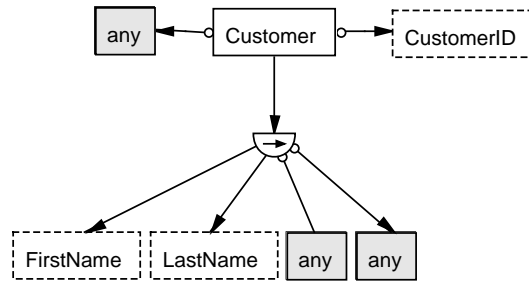 any
Customer
CustomerID
FirstName
LastName
any
any